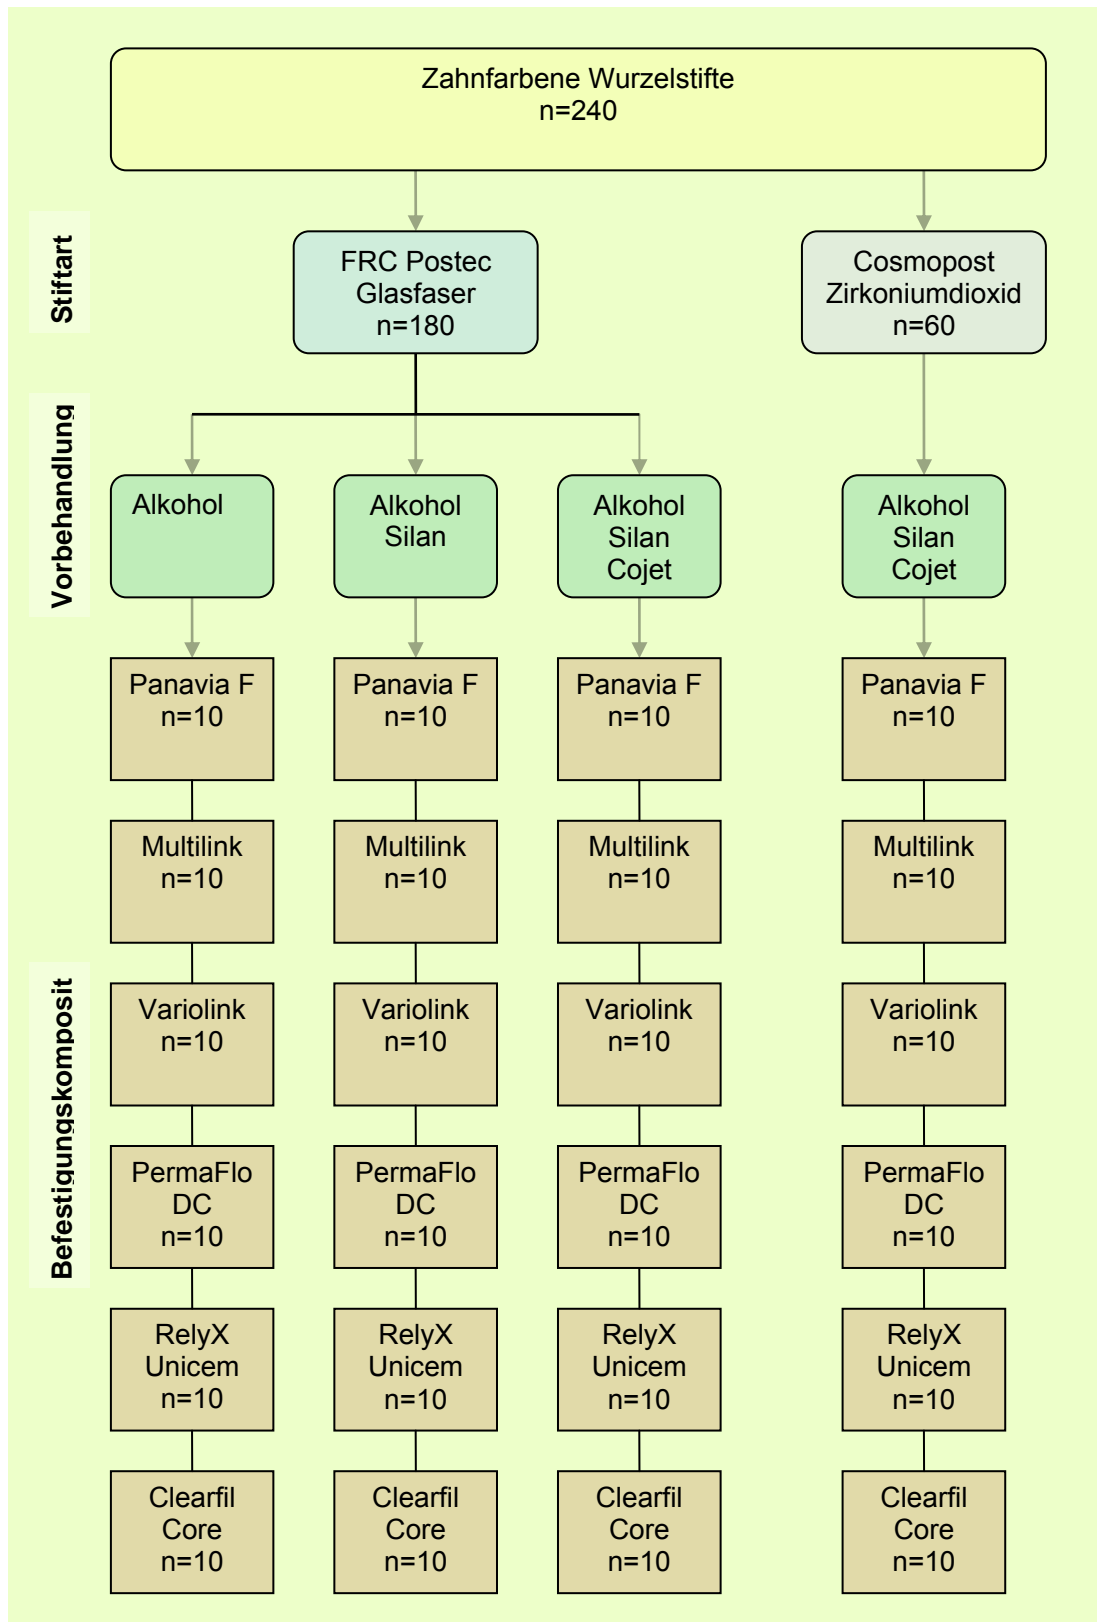 Zahnfarbene Wurzelstifte
n=240
Stiftart
FRC Postec
Glasfaser
n=180
Cosmopost
Zirkoniumdioxid
n=60
Vorbehandlung
Alkohol
Alkohol
Silan
Alkohol
Silan
Cojet
Alkohol
Silan
Cojet
Befestigungskomposit
Panavia F
n=10
Panavia F
n=10
Panavia F
n=10
Panavia F
n=10
Multilink
n=10
Multilink
n=10
Multilink
n=10
Multilink
n=10
Variolink
n=10
Variolink
n=10
Variolink
n=10
Variolink
n=10
PermaFlo
DC
n=10
PermaFlo
DC
n=10
PermaFlo
DC
n=10
PermaFlo
DC
n=10
RelyX
Unicem
n=10
RelyX
Unicem
n=10
RelyX
Unicem
n=10
RelyX
Unicem
n=10
Clearfil
Core
n=10
Clearfil
Core
n=10
Clearfil
Core
n=10
Clearfil
Core
n=10